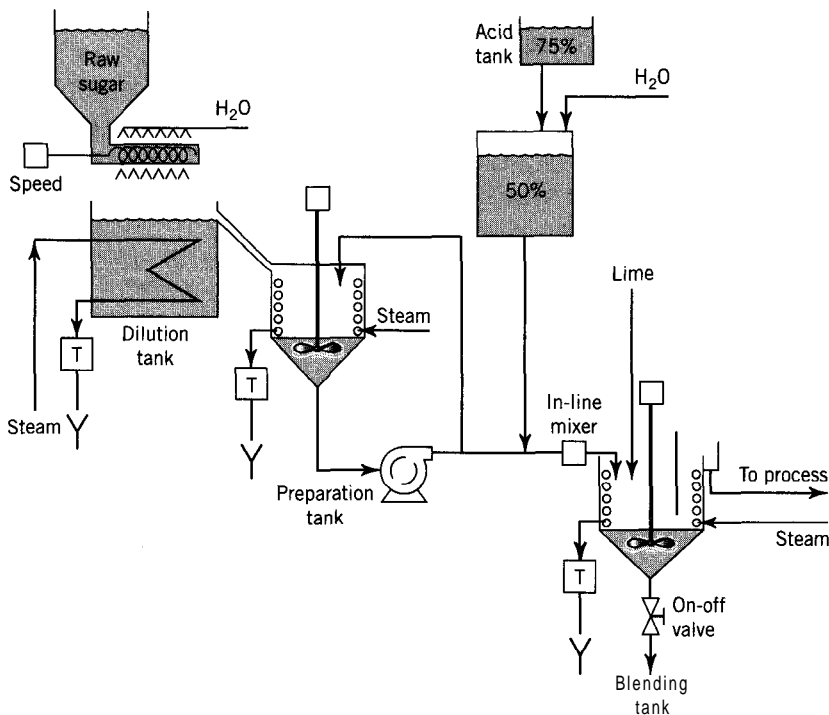 Raw
sugar
H₂O
Speed
Acid
tank
75%
H₂O
50%
Steam
T
Dilution
tank
Steam
T
Preparation
tank
Lime
In-line
mixer
To process
Steam
T
On-off
valve
Blending
tank